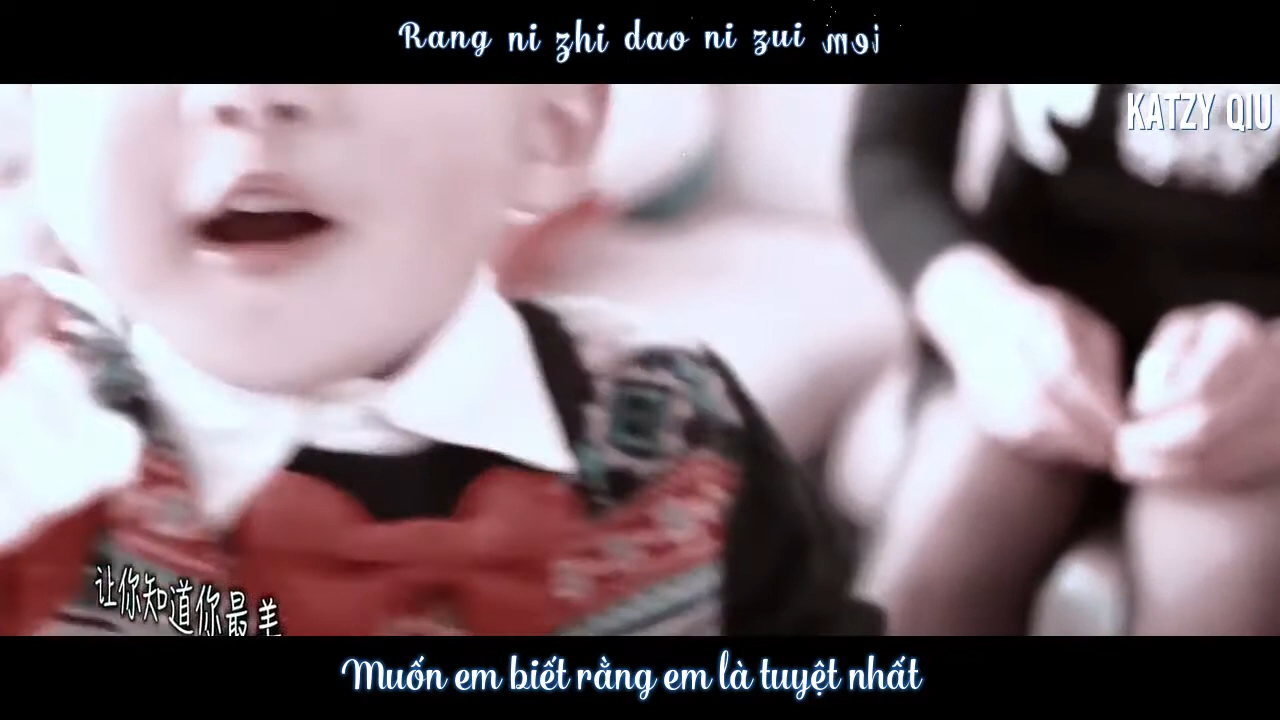 Rang ni zhi dao ni zui mei
KATZY QIU
让你知道你最美
Muốn em biết rằng em là tuyệt nhất